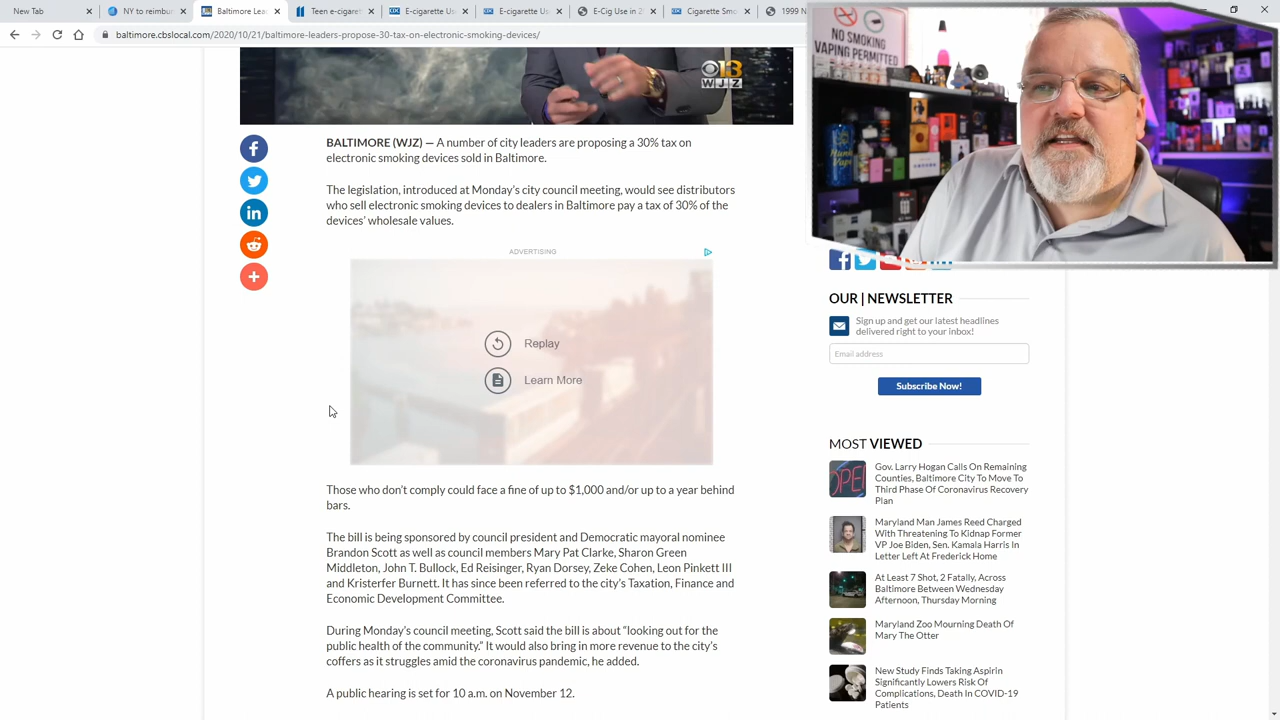 New Tab
NY to reimbur
Baltimore Lea
Teen e-cigaret
E-cigarette Us
E-cigarette Us
E-Cig Use in
Cigarette Smo
1999 N
baltimore.cbslocal.com/2020/10/21/baltimore-leaders-propose-30-tax-on-electronic-smoking-devices/
NO SMOKING
VAPING PERMITTED
CBS 13
WJZ
BALTIMORE (WJZ) — A number of city leaders are proposing a 30% tax on
electronic smoking devices sold in Baltimore.
The legislation, introduced at Monday's city council meeting, would see distributors
who sell electronic smoking devices to dealers in Baltimore pay a tax of 30% of the
devices' wholesale values.
ADVERTISING
Replay
Learn More
Those who don't comply could face a fine of up to $1,000 and/or up to a year behind
bars.
The bill is being sponsored by council president and Democratic mayoral nominee
Brandon Scott as well as council members Mary Pat Clarke, Sharon Green
Middleton, John T. Bullock, Ed Reisinger, Ryan Dorsey, Zeke Cohen, Leon Pinkett III
and Kristerfer Burnett. It has since been referred to the city's Taxation, Finance and
Economic Development Committee.
During Monday's council meeting, Scott said the bill is about "looking out for the
public health of the community." It would also bring in more revenue to the city's
coffers as it struggles amid the coronavirus pandemic, he added.
A public hearing is set for 10 a.m. on November 12.
OUR | NEWSLETTER
Sign up and get our latest headlines
delivered right to your inbox!
Email address
Subscribe Now!
MOST VIEWED
Gov. Larry Hogan Calls On Remaining
Counties, Baltimore City To Move To
Third Phase Of Coronavirus Recovery
Plan
Maryland Man James Reed Charged
With Threatening To Kidnap Former
VP Joe Biden, Sen. Kamala Harris In
Letter Left At Frederick Home
At Least 7 Shot, 2 Fatally, Across
Baltimore Between Wednesday
Afternoon, Thursday Morning
Maryland Zoo Mourning Death Of
Mary The Otter
New Study Finds Taking Aspirin
Significantly Lowers Risk Of
Complications, Death In COVID-19
Patients